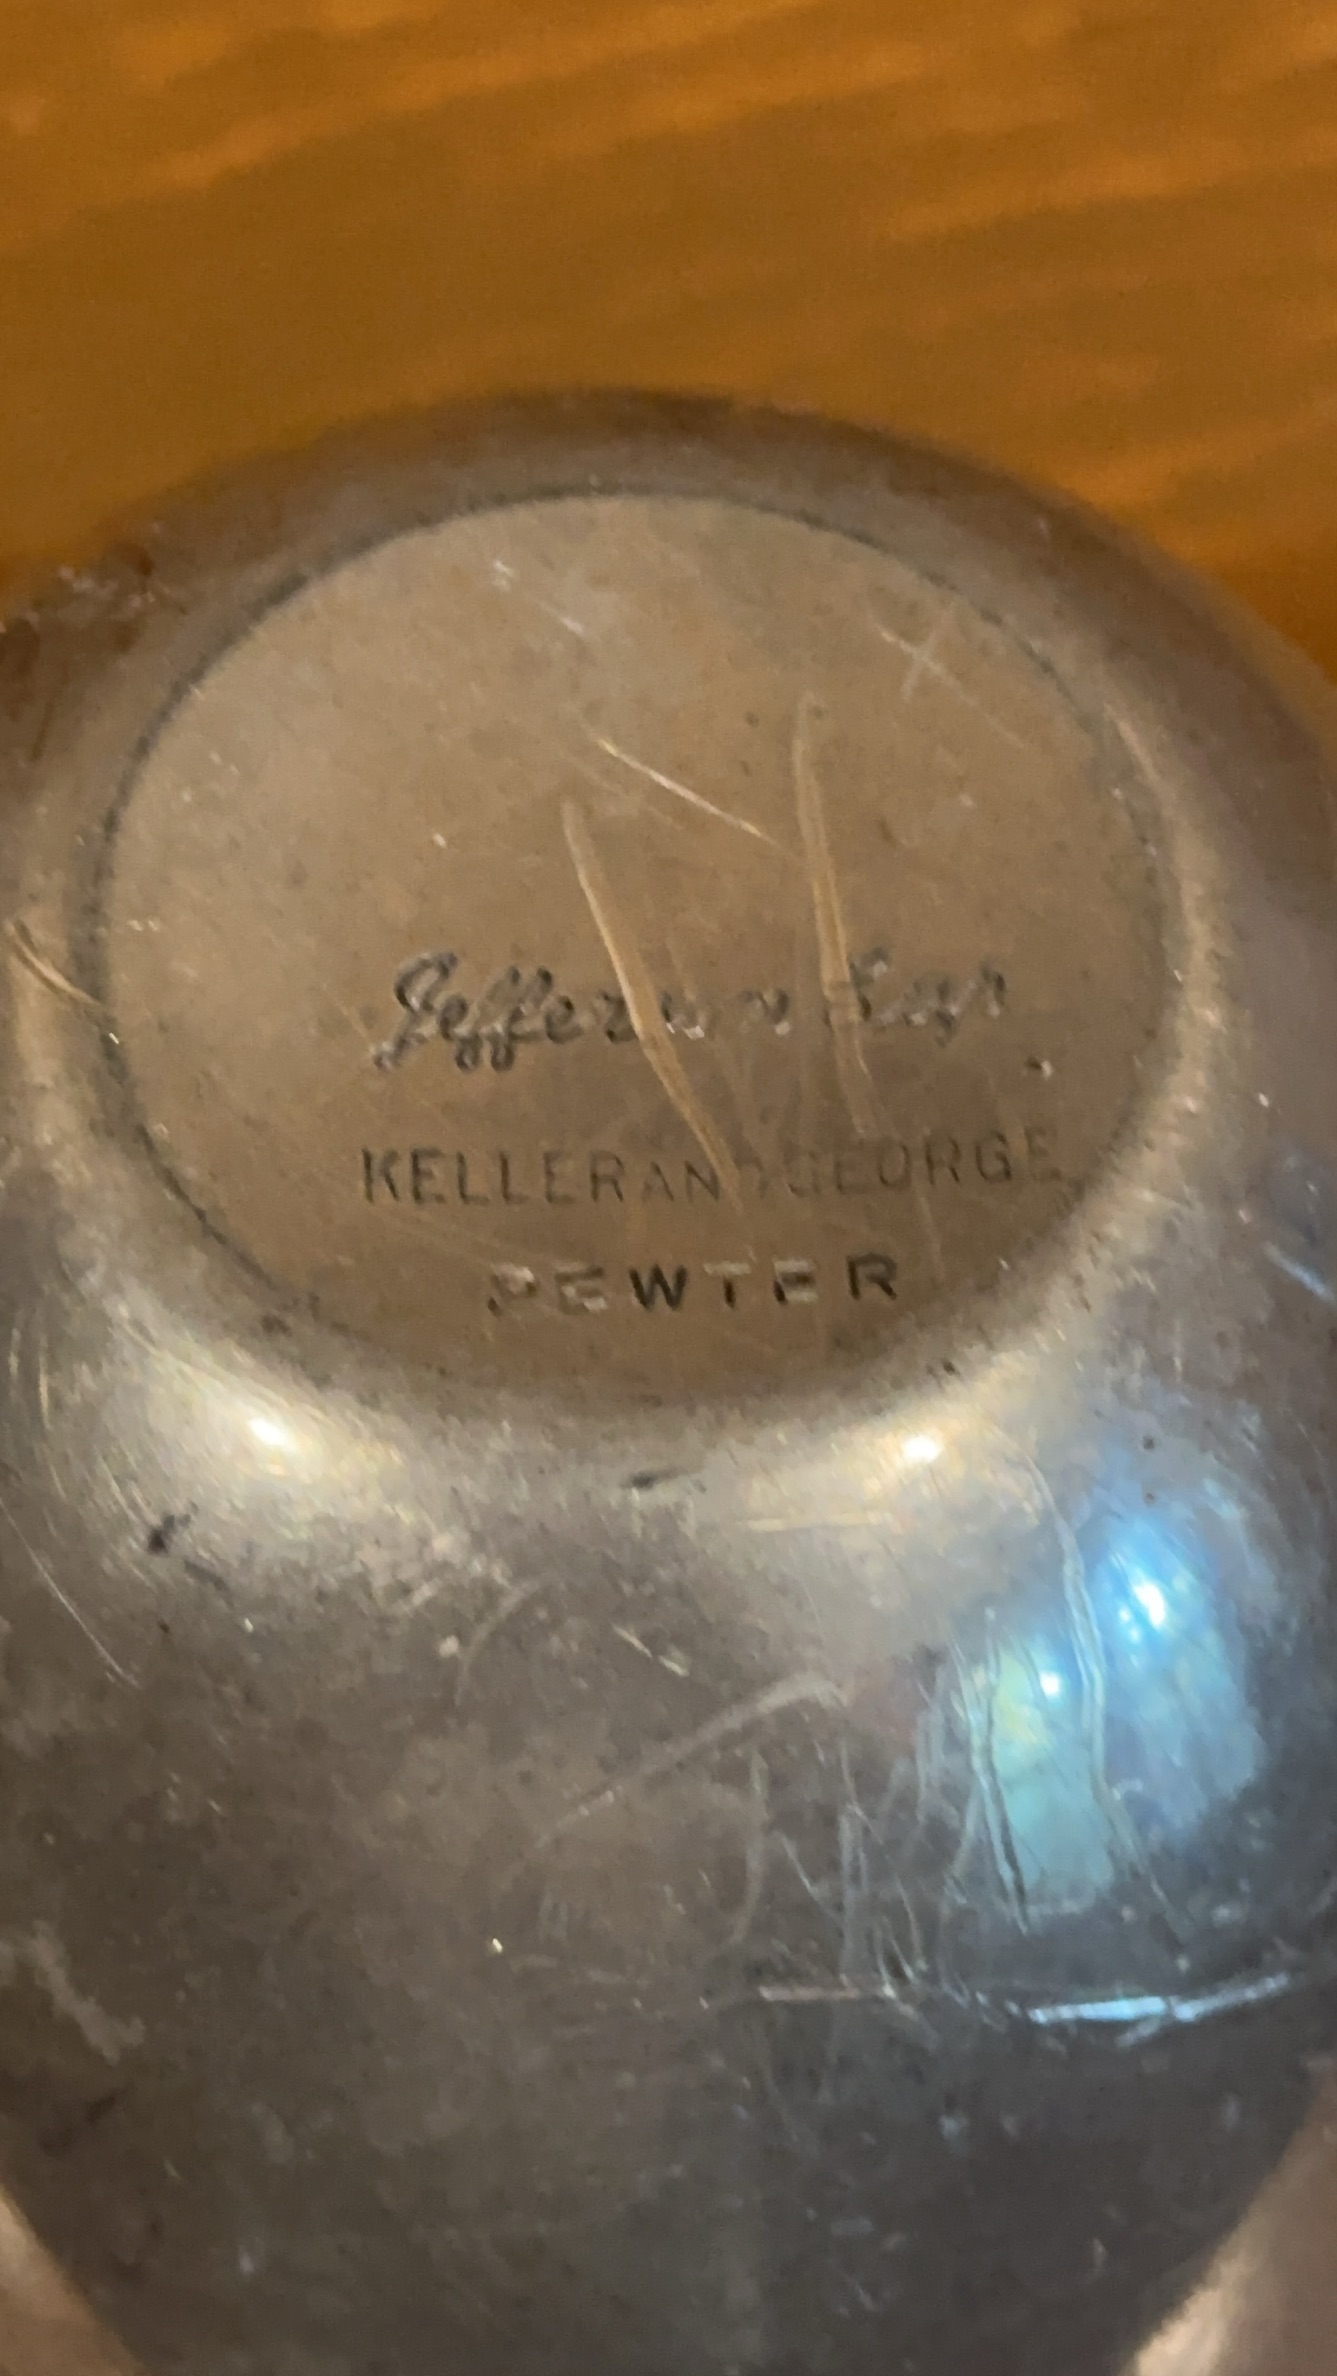 Jefferson Cup
KELLER AND GEORGE
PEWTER